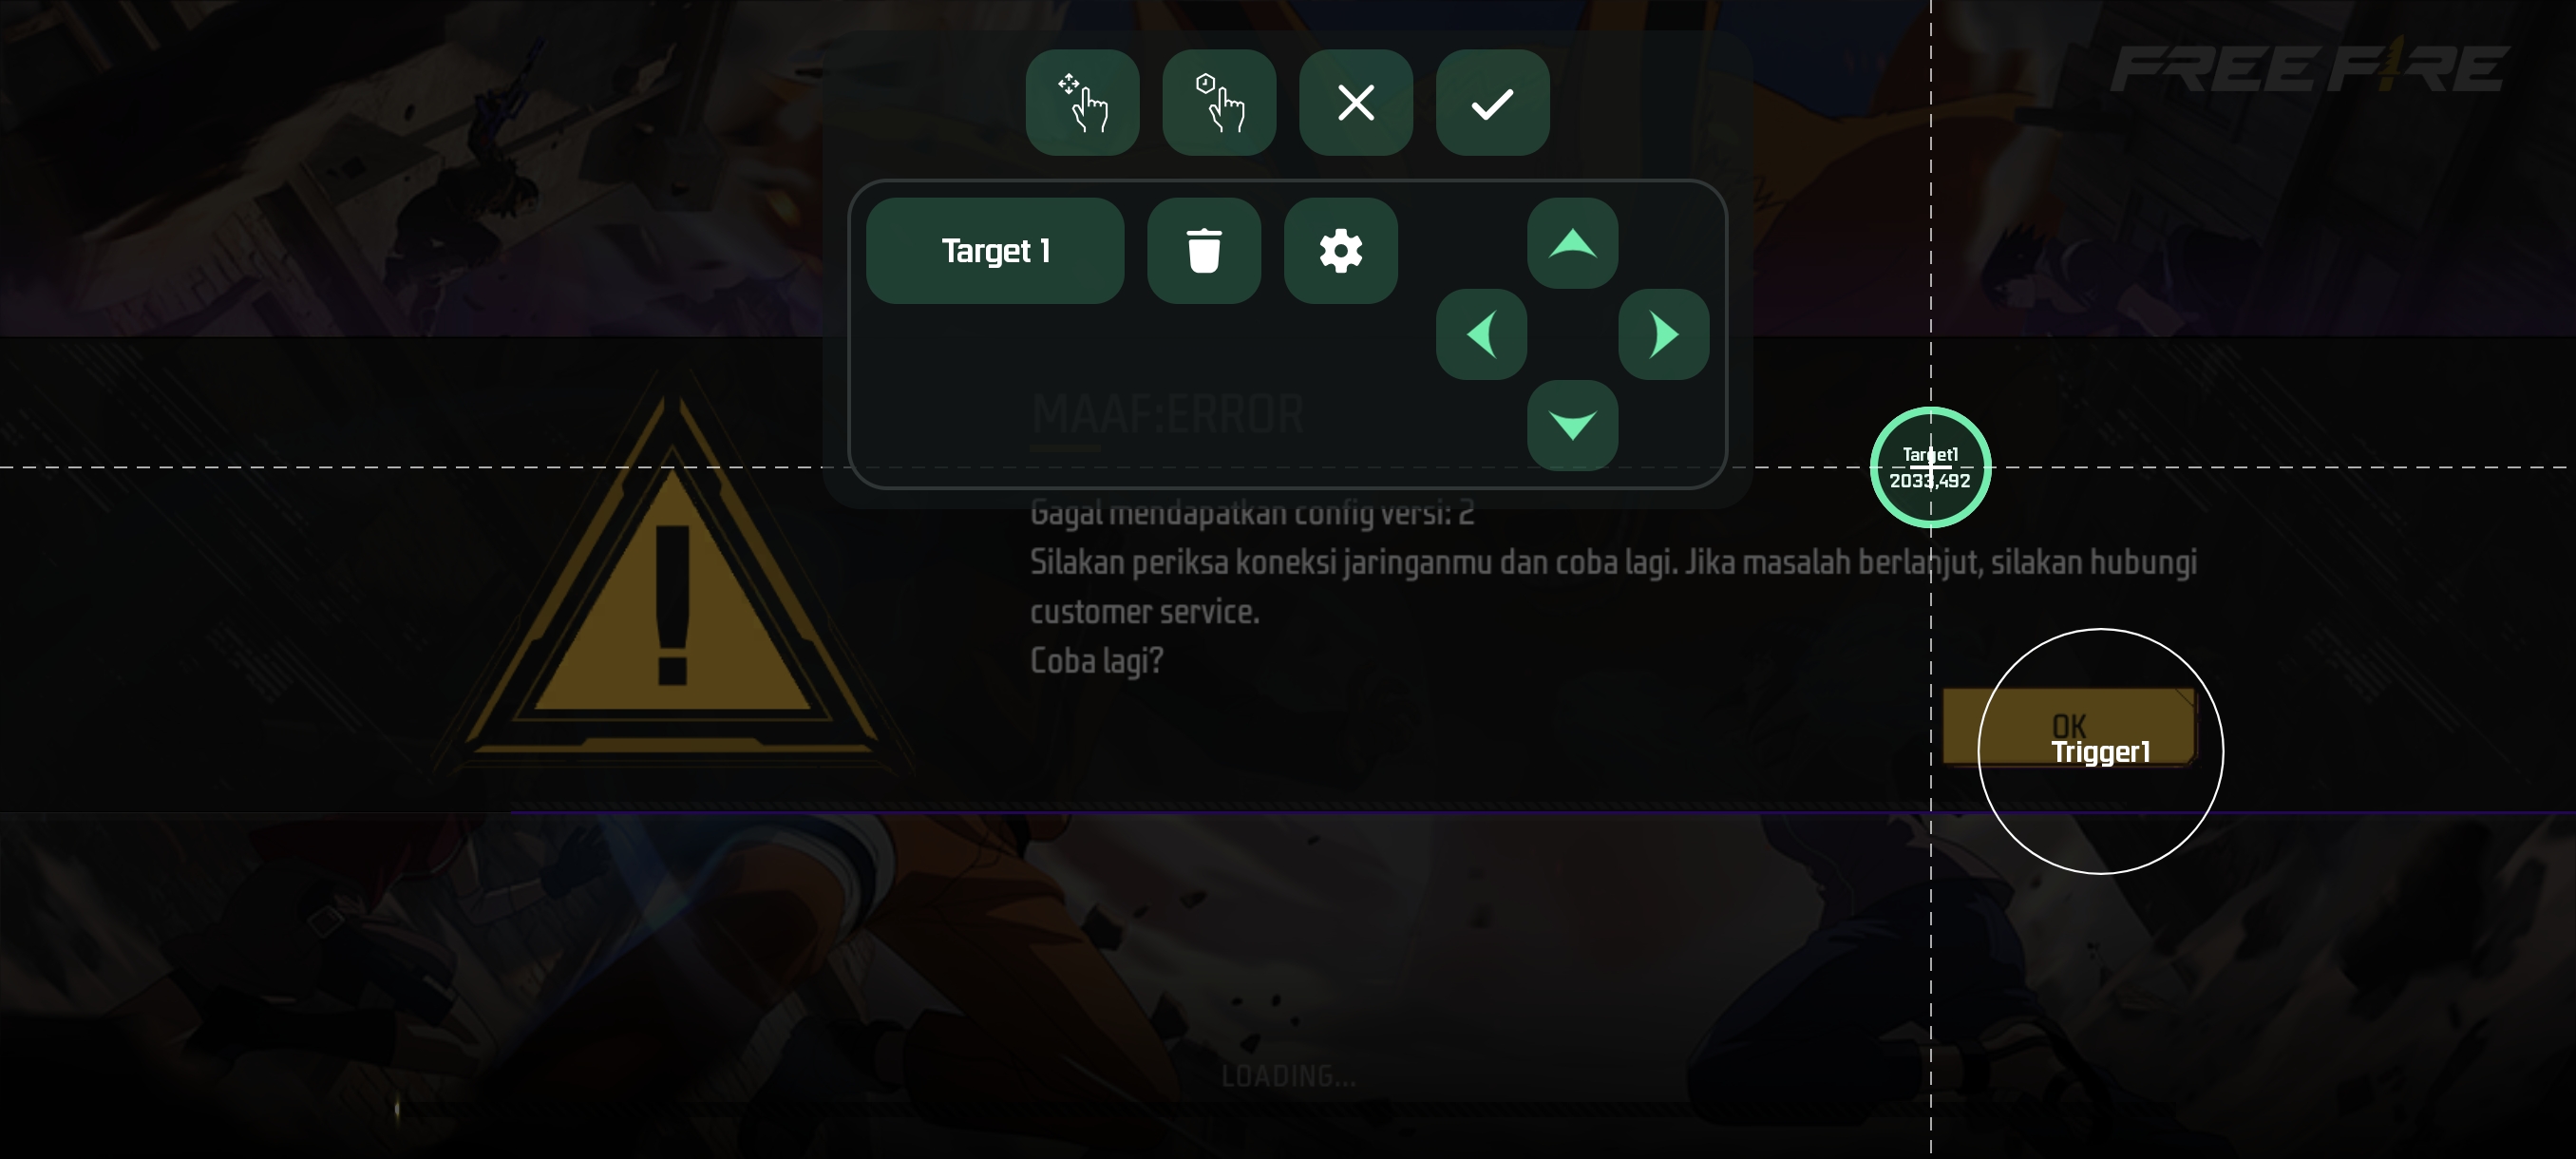 FREE FIRE
Target 1
MAAF:ERROR
Target1
2033,492
Gagal mendapatkan config versi: 2
Silakan periksa koneksi jaringanmu dan coba lagi. Jika masalah berlanjut, silakan hubungi
customer service.
Coba lagi?
OK
Trigger1
LOADING...